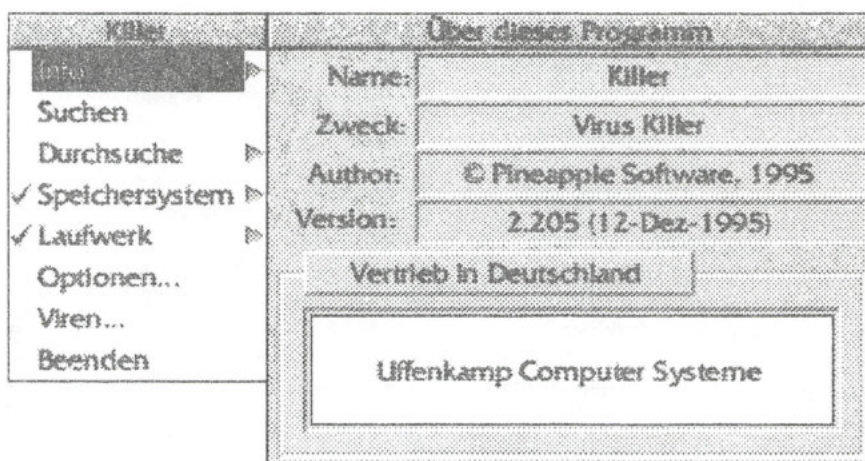 Killer
Info
Suchen
Durchsuche
Speichersystem
Laufwerk
Optionen...
Viren...
Beenden
Über dieses Programm
Name: Killer
Zweck: Virus Killer
Author: © Pineapple Software, 1995
Version: 2.205 (12-Dez-1995)
Vertrieb in Deutschland
Uffenkamp Computer Systeme